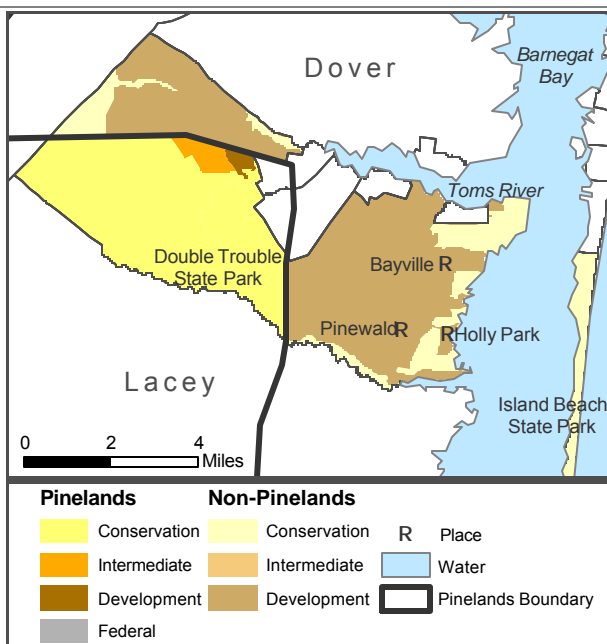 Barnegat
Bay
Dover
Toms River
Double Trouble
State Park
Bayville R
Pinewald R
R Holly Park
Lacey
Island Beach
State Park
0 2 4
Miles
Pinelands Non-Pinelands
Conservation Conservation R Place
Intermediate Intermediate Water
Development Development Pinelands Boundary
Federal